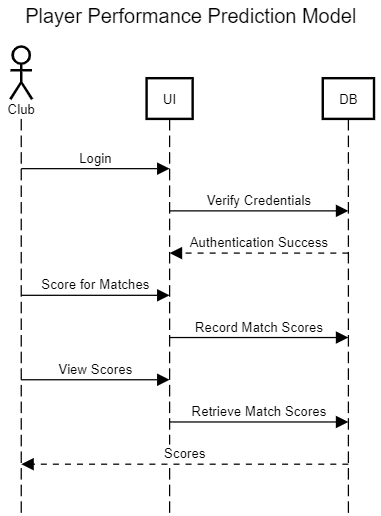 Player Performance Prediction Model
Club
UI
DB
Login
Verify Credentials
Authentication Success
Score for Matches
Record Match Scores
View Scores
Retrieve Match Scores
Scores